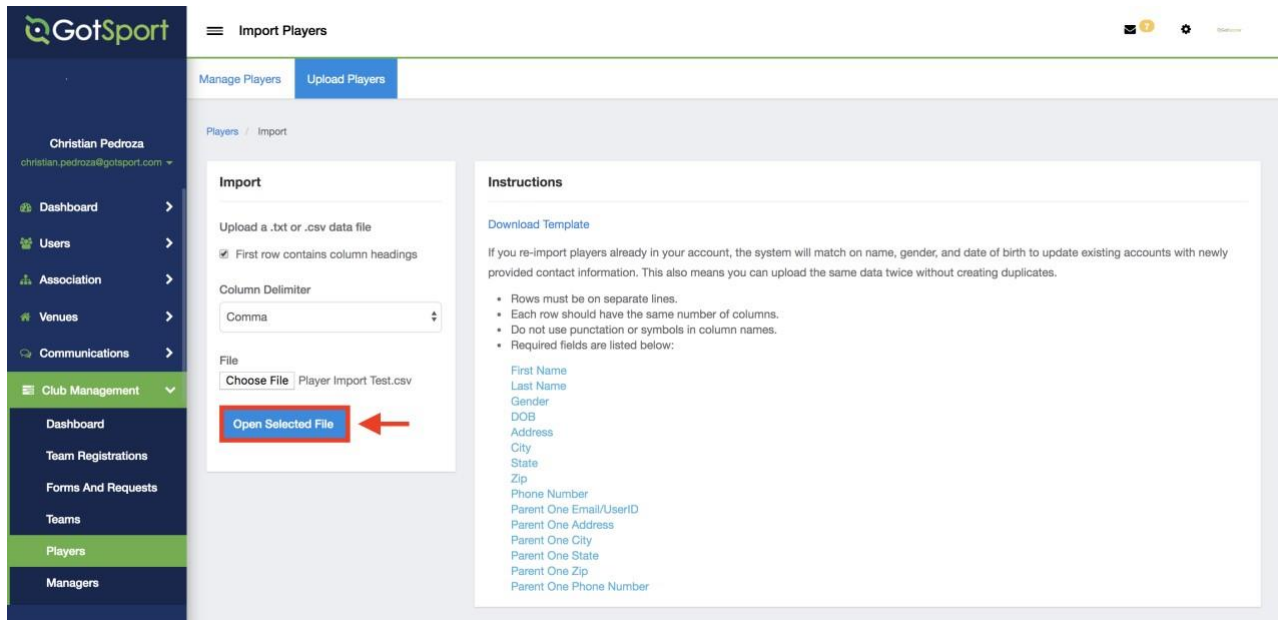 GotSport
Import Players
7
Manage Players
Upload Players
Christian Pedroza
christian.pedroza@gotsport.com
Players / Import
Dashboard
Users
Association
Venues
Communications
Club Management
Dashboard
Team Registrations
Forms And Requests
Teams
Players
Managers
Import
Upload a .txt or .csv data file
First row contains column headings
Column Delimiter
Comma
File
Choose File Player Import Test.csv
Open Selected File
Instructions
Download Template
If you re-import players already in your account, the system will match on name, gender, and date of birth to update existing accounts with newly
provided contact information. This also means you can upload the same data twice without creating duplicates.
Rows must be on separate lines.
Each row should have the same number of columns.
Do not use punctation or symbols in column names.
Required fields are listed below:
First Name
Last Name
Gender
DOB
Address
City
State
Zip
Phone Number
Parent One Email/UserID
Parent One Address
Parent One City
Parent One State
Parent One Zip
Parent One Phone Number